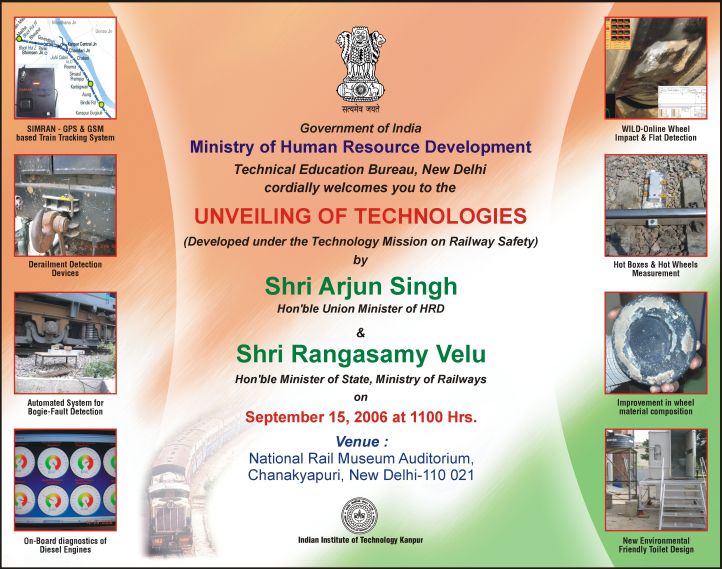 सत्यमेव जयते
Government of India
Ministry of Human Resource Development
Technical Education Bureau, New Delhi
cordially welcomes you to the
UNVEILING OF TECHNOLOGIES
(Developed under the Technology Mission on Railway Safety)
by
Shri Arjun Singh
Hon'ble Union Minister of HRD
&
Shri Rangasamy Velu
Hon'ble Minister of State, Ministry of Railways
on
September 15, 2006 at 1100 Hrs.
Venue :
National Rail Museum Auditorium,
Chanakyapuri, New Delhi-110 021
Indian Institute of Technology Kanpur
Kanpur Central Jn
Chandari Jn
SIMRAN - GPS & GSM
based Train Tracking System
Derailment Detection
Devices
Automated System for
Bogie-Fault Detection
On-Board diagnostics of
Diesel Engines
WILD-Online Wheel
Impact & Flat Detection
Hot Boxes & Hot Wheels
Measurement
Improvement in wheel
material composition
New Environmental
Friendly Toilet Design